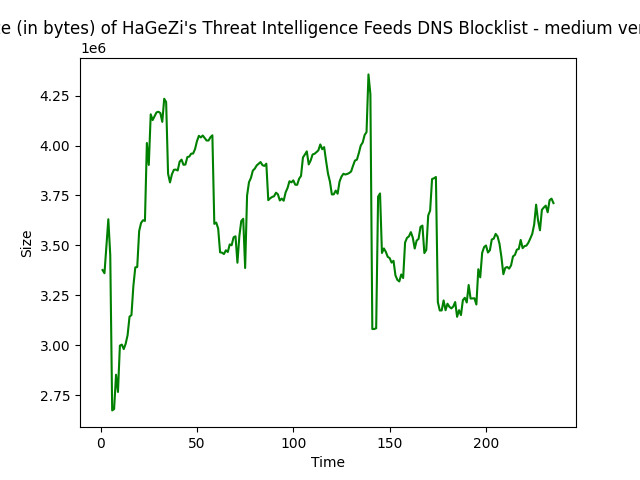 e (in bytes) of HaGeZi's Threat Intelligence Feeds DNS Blocklist - medium ver
1e6
4.25
4.00
3.75
3.50
3.25
3.00
2.75
Size
0 50 100 150 200
Time